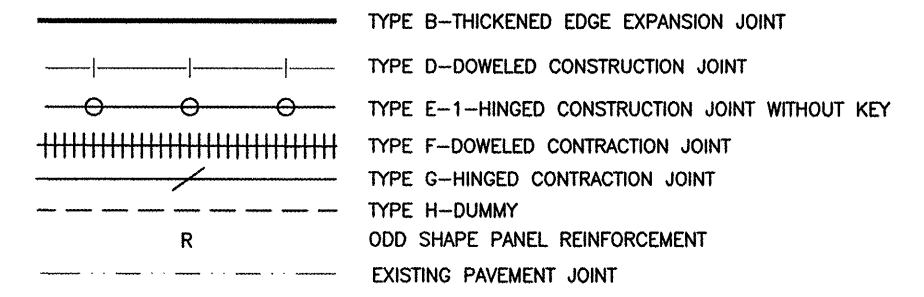 TYPE B-THICKENED EDGE EXPANSION JOINT
TYPE D-DOWELED CONSTRUCTION JOINT
TYPE E-1-HINGED CONSTRUCTION JOINT WITHOUT KEY
TYPE F-DOWELED CONTRACTION JOINT
TYPE G-HINGED CONTRACTION JOINT
TYPE H-DUMMY
R ODD SHAPE PANEL REINFORCEMENT
EXISTING PAVEMENT JOINT